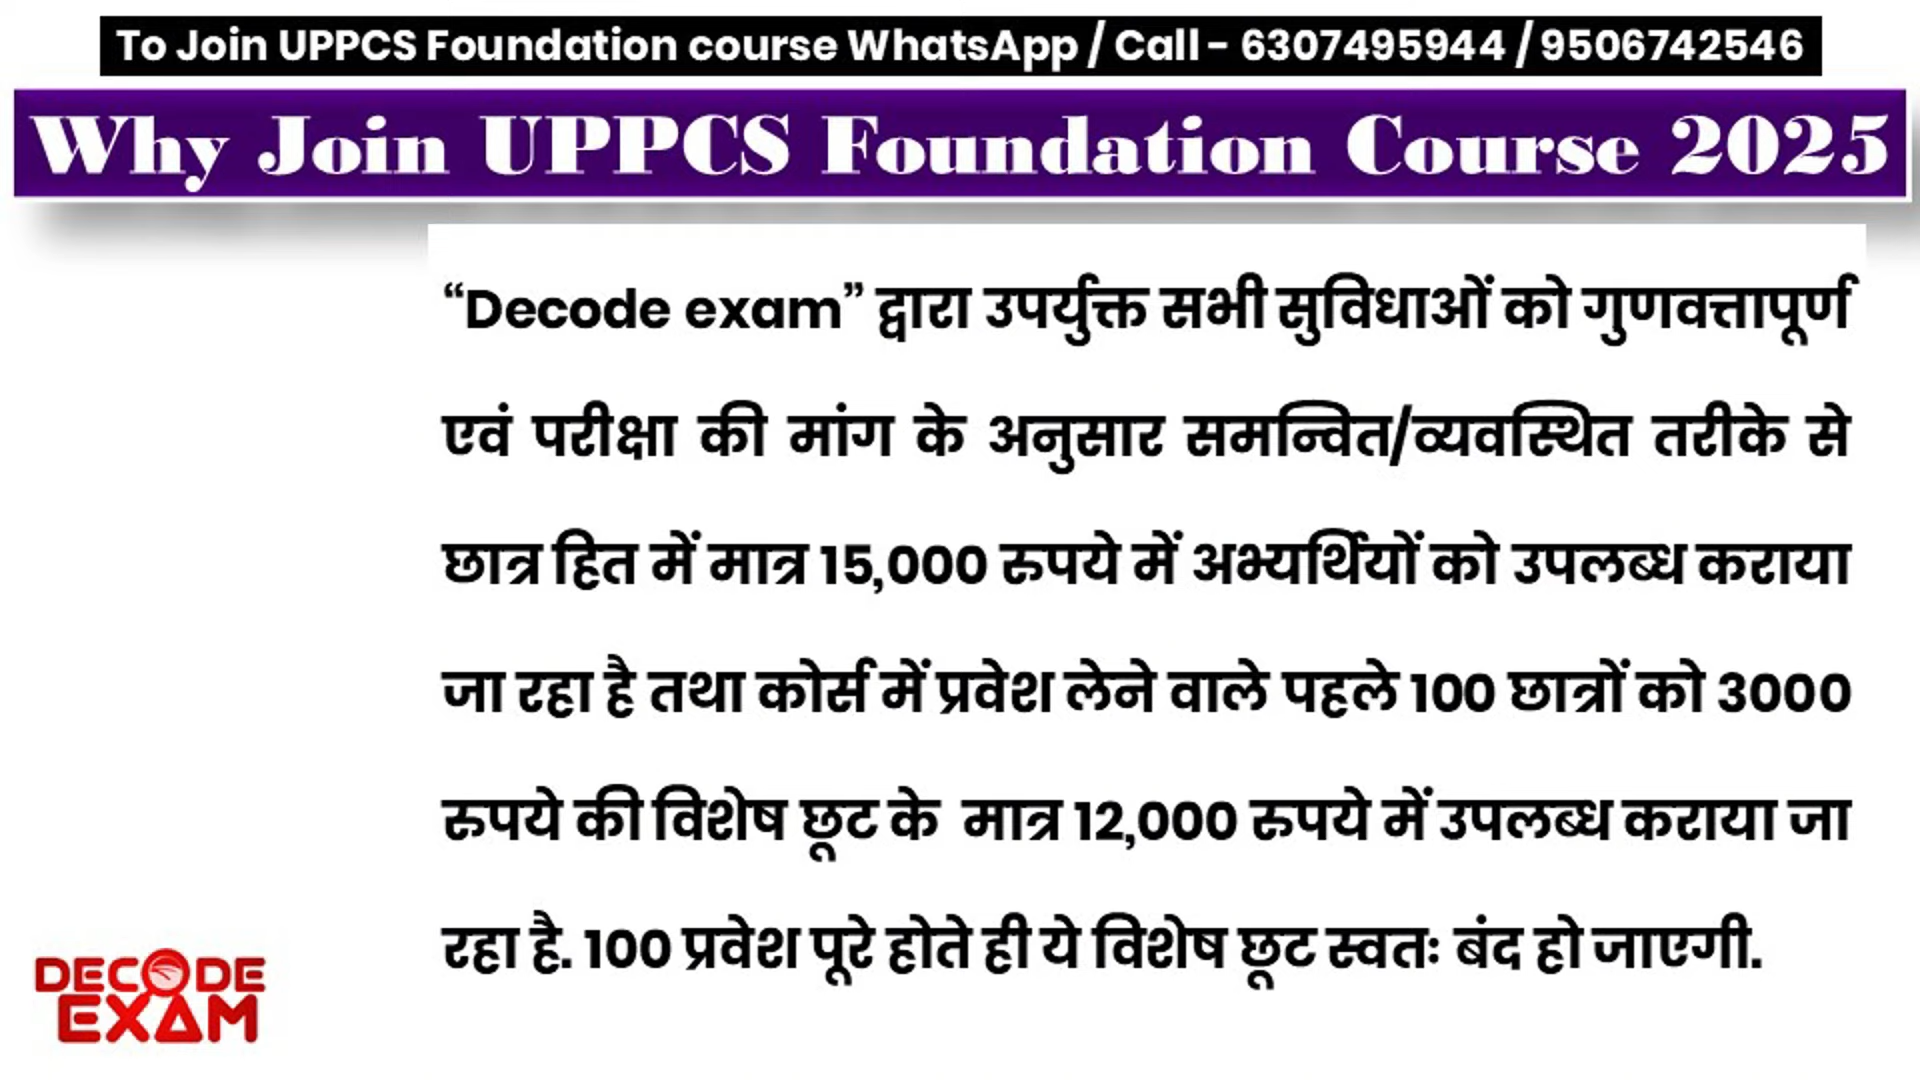 To Join UPPCS Foundation course WhatsApp / Call - 6307495944 / 9506742546
Why Join UPPCS Foundation Course 2025
“Decode exam” द्वारा उपर्युक्त सभी सुविधाओं को गुणवत्तापूर्ण
एवं परीक्षा की मांग के अनुसार समन्वित/व्यवस्थित तरीके से
छात्र हित में मात्र 15,000 रुपये में अभ्यर्थियों को उपलब्ध कराया
जा रहा है तथा कोर्स में प्रवेश लेने वाले पहले 100 छात्रों को 3000
रुपये की विशेष छूट के मात्र 12,000 रुपये में उपलब्ध कराया जा
रहा है. 100 प्रवेश पूरे होते ही ये विशेष छूट स्वतः बंद हो जाएगी.
DECODE
EXAM